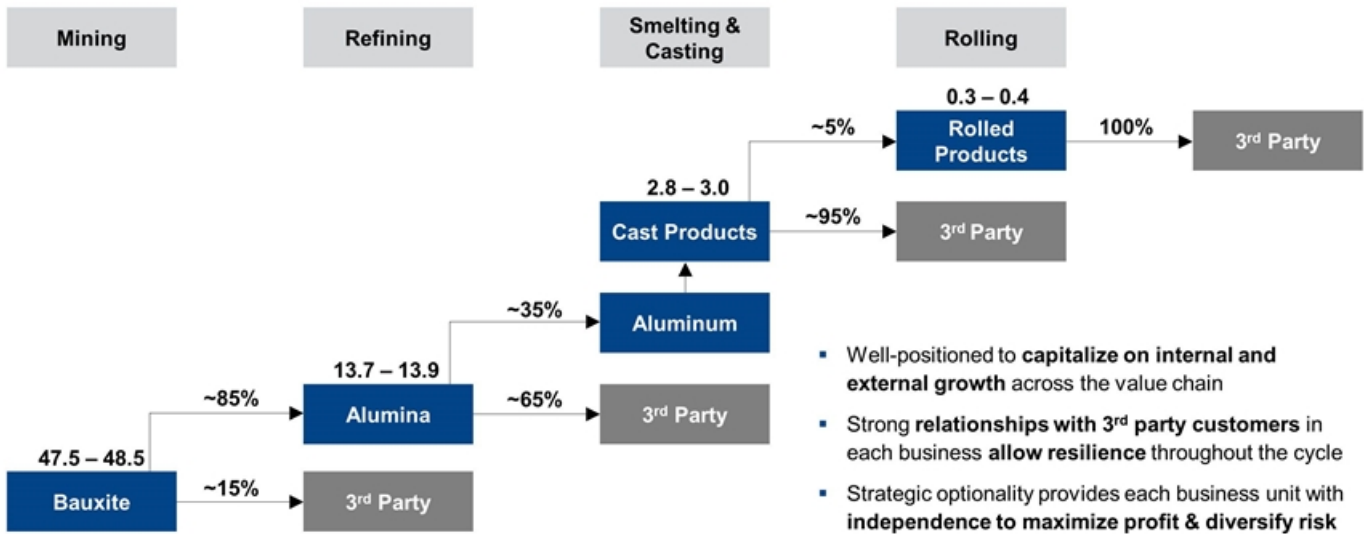 Mining
Refining
Smelting &
Casting
Rolling
0.3 – 0.4
~5%
Rolled
Products
100%
3rd Party
2.8 – 3.0
Cast Products
~95%
3rd Party
~35%
Aluminum
13.7 – 13.9
~85%
Alumina
~65%
3rd Party
47.5 – 48.5
Bauxite
~15%
3rd Party
▪ Well-positioned to capitalize on internal and
external growth across the value chain
▪ Strong relationships with 3rd party customers in
each business allow resilience throughout the cycle
▪ Strategic optionality provides each business unit with
independence to maximize profit & diversify risk